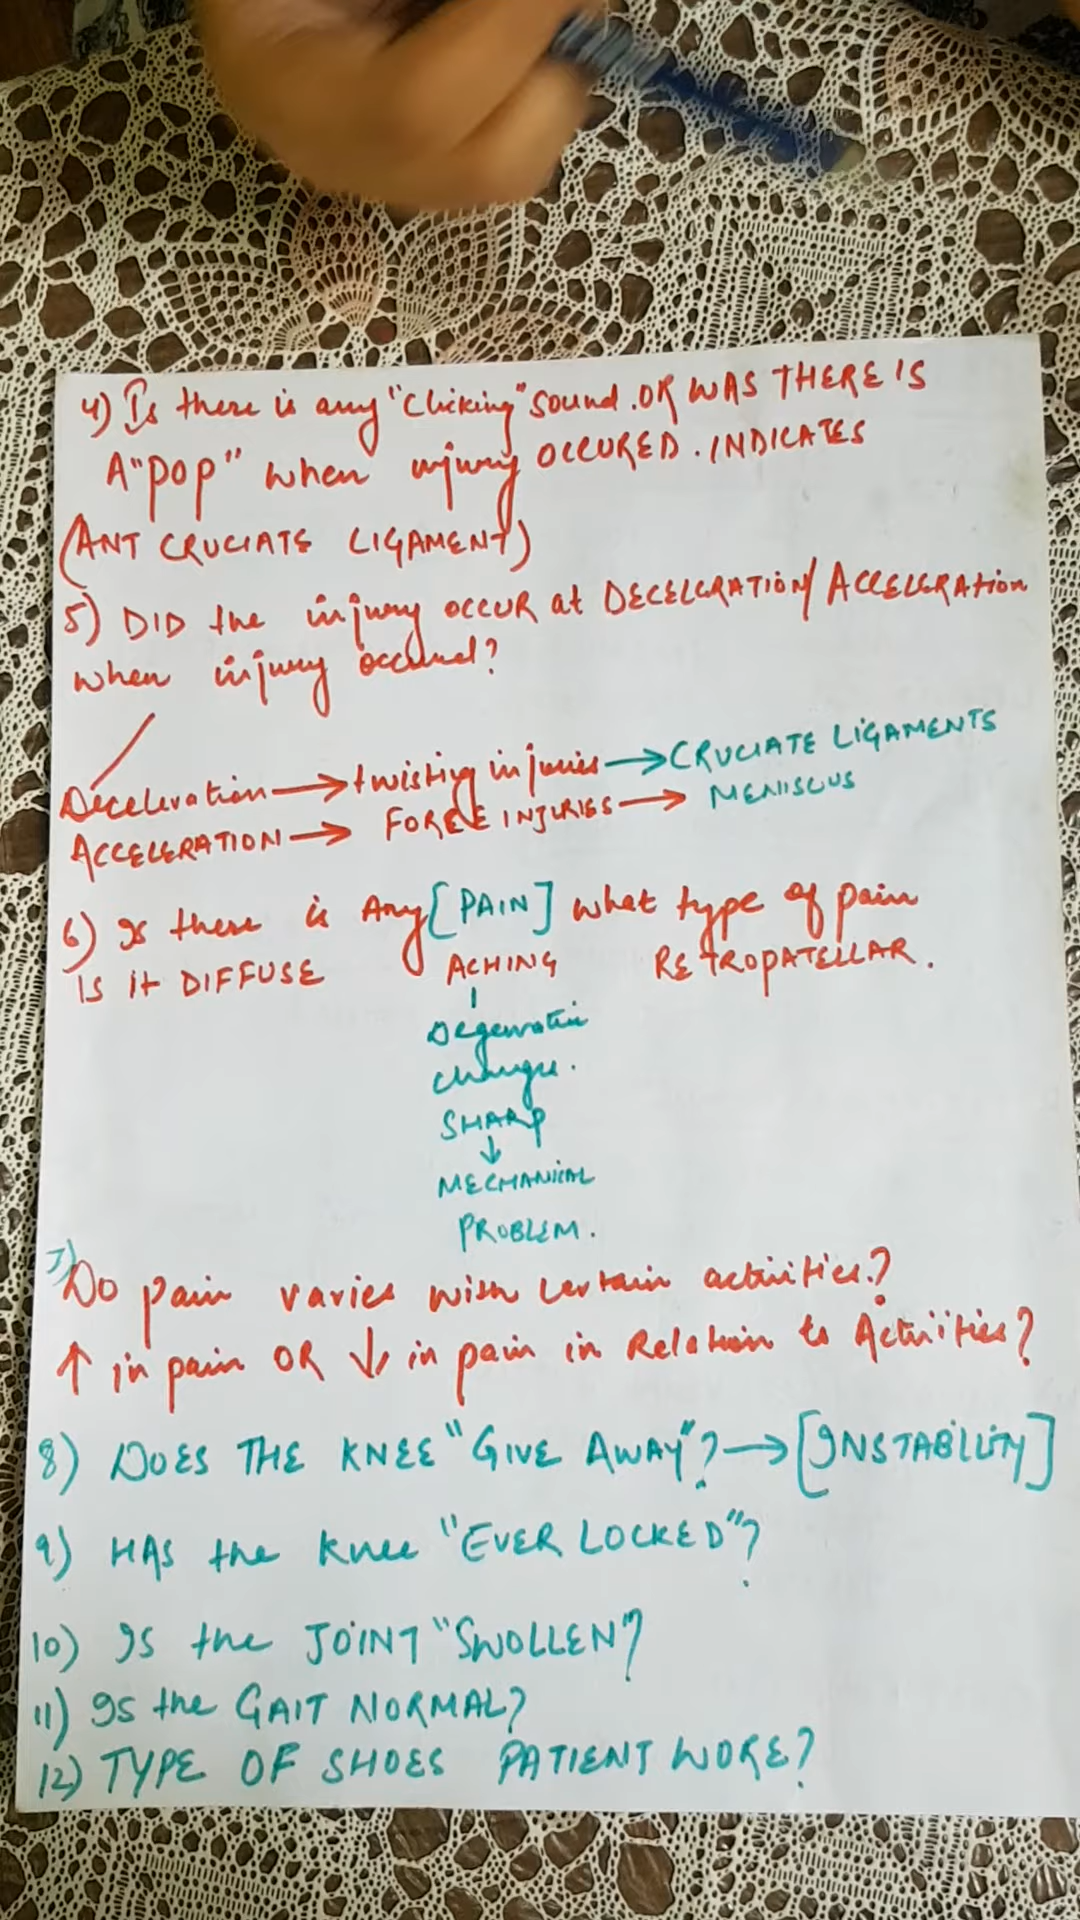 4) Is there is any "Clicking" sound. OR WAS THERE IS
A "POP" when injury OCCURED. INDICATES
(ANT CRUCIATE LIGAMENT)
5) DID the injury OCCUR at DECELERATION/ACCELERATION
when injury occured?
Deceleration → twisting injuries → CRUCIATE LIGAMENTS
ACCELERATION → FORCE INJURIES → MENISCUS
6) Is there is Any [PAIN] what type of pain
IS it DIFFUSE ACHING RETROPATELLAR.
Degenratic
change.
SHARP
↓
MECHANICAL
PROBLEM.
7) Do pain varies with certain activities?
↑ in pain OR ↓ in pain in Relation to Activities?
8) DOES THE KNEE "GIVE AWAY"? → [INSTABILITY]
9) HAS the knee "EVER LOCKED"?
10) IS the JOINT "SWOLLEN"?
11) IS the GAIT NORMAL?
12) TYPE OF SHOES PATIENT WORE?